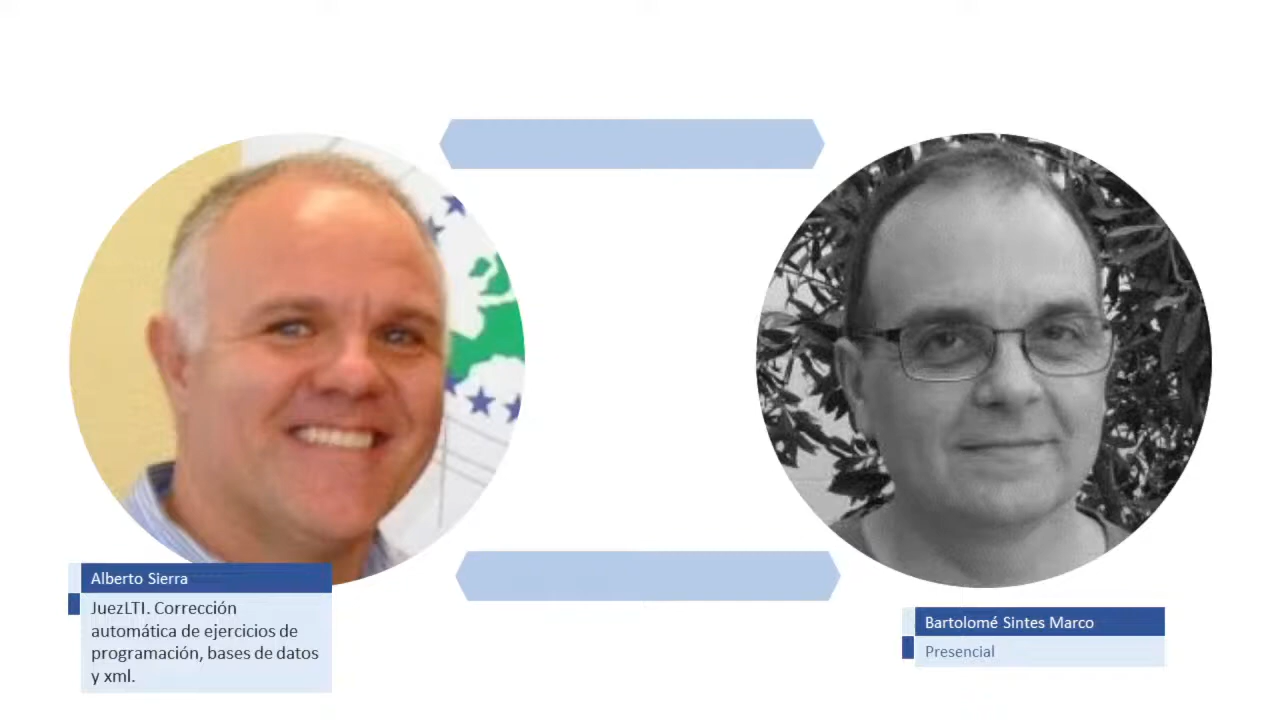 Alberto Sierra
JuezLTI. Corrección
automática de ejercicios de
programación, bases de datos
y xml.
Bartolomé Sintes Marco
Presencial